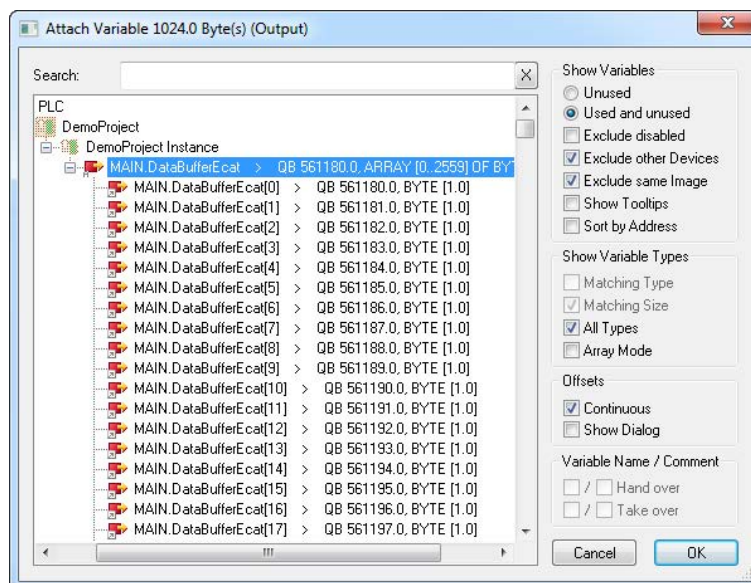 Attach Variable 1024.0 Byte(s) (Output)
Search:
X
PLC
DemoProject
DemoProject Instance
MAIN.DataBufferEcat > QB 561180.0, ARRAY [0..2559] OF BYT
MAIN.DataBufferEcat[0] > QB 561180.0, BYTE [1.0]
MAIN.DataBufferEcat[1] > QB 561181.0, BYTE [1.0]
MAIN.DataBufferEcat[2] > QB 561182.0, BYTE [1.0]
MAIN.DataBufferEcat[3] > QB 561183.0, BYTE [1.0]
MAIN.DataBufferEcat[4] > QB 561184.0, BYTE [1.0]
MAIN.DataBufferEcat[5] > QB 561185.0, BYTE [1.0]
MAIN.DataBufferEcat[6] > QB 561186.0, BYTE [1.0]
MAIN.DataBufferEcat[7] > QB 561187.0, BYTE [1.0]
MAIN.DataBufferEcat[8] > QB 561188.0, BYTE [1.0]
MAIN.DataBufferEcat[9] > QB 561189.0, BYTE [1.0]
MAIN.DataBufferEcat[10] > QB 561190.0, BYTE [1.0]
MAIN.DataBufferEcat[11] > QB 561191.0, BYTE [1.0]
MAIN.DataBufferEcat[12] > QB 561192.0, BYTE [1.0]
MAIN.DataBufferEcat[13] > QB 561193.0, BYTE [1.0]
MAIN.DataBufferEcat[14] > QB 561194.0, BYTE [1.0]
MAIN.DataBufferEcat[15] > QB 561195.0, BYTE [1.0]
MAIN.DataBufferEcat[16] > QB 561196.0, BYTE [1.0]
MAIN.DataBufferEcat[17] > QB 561197.0, BYTE [1.0]
Show Variables
Unused
Used and unused
Exclude disabled
Exclude other Devices
Exclude same Image
Show Tooltips
Sort by Address
Show Variable Types
Matching Type
Matching Size
All Types
Array Mode
Offsets
Continuous
Show Dialog
Variable Name / Comment
/ Hand over
/ Take over
Cancel
OK